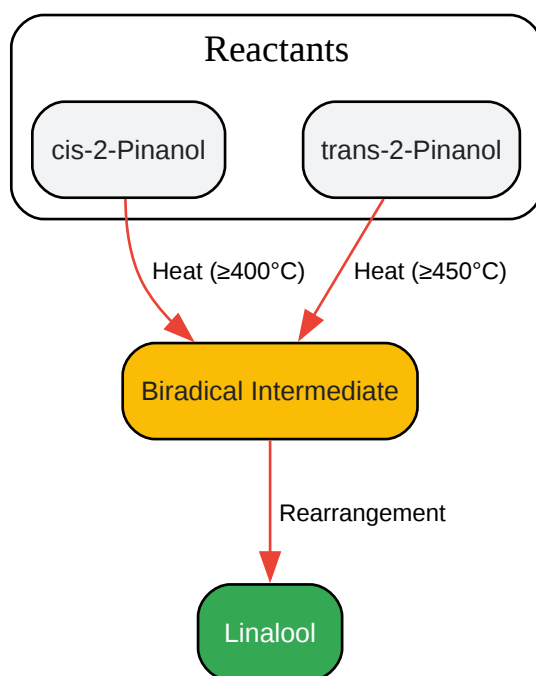 Reactants
cis-2-Pinanol
trans-2-Pinanol
Heat (≥400°C)
Heat (≥450°C)
Biradical Intermediate
Rearrangement
Linalool